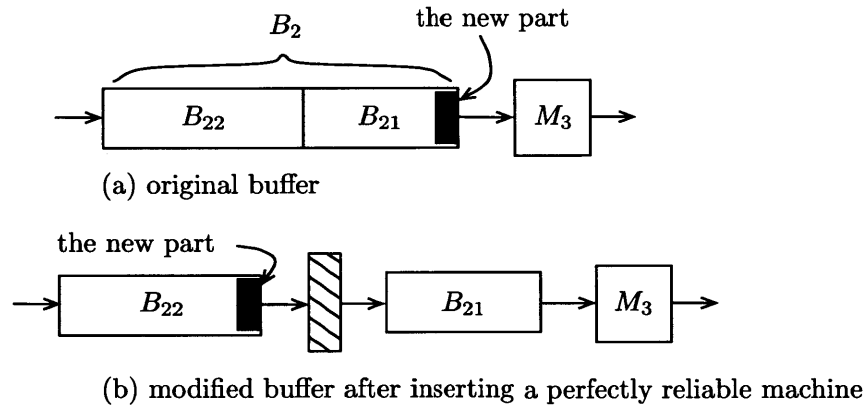 B₂
the new part
B₂₂ B₂₁ M₃
(a) original buffer
the new part
B₂₂ B₂₁ M₃
(b) modified buffer after inserting a perfectly reliable machine